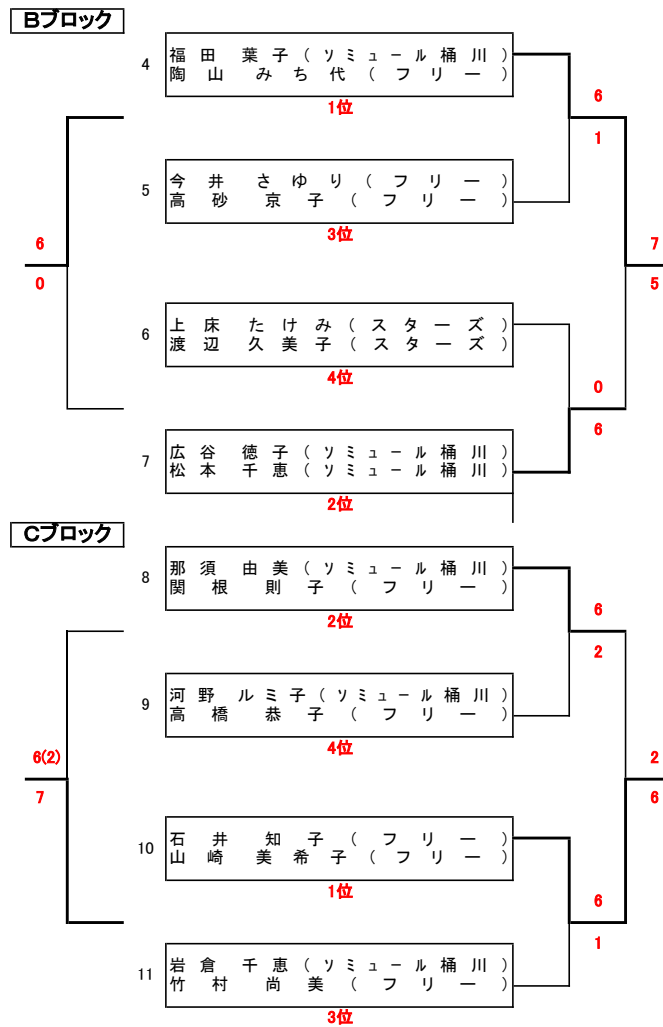 Bブロック
4
福田 葉子(ソミュール桶川)
陶山 みち代(フリー)
1位
6
1
5
今井 さゆり(フリー)
高砂 京子(フリー)
3位
6
0
7
5
6
上床 たけみ(スターズ)
渡辺 久美子(スターズ)
4位
0
6
7
広谷 徳子(ソミュール桶川)
松本 千恵(ソミュール桶川)
2位
Cブロック
8
那須 由美(ソミュール桶川)
関根 則子(フリー)
2位
6
2
9
河野 ルミ子(ソミュール桶川)
高橋 恭子(フリー)
4位
6(2)
7
2
6
10
石井 知子(フリー)
山崎 美希子(フリー)
1位
6
1
11
岩倉 千恵(ソミュール桶川)
竹村 尚美(フリー)
3位